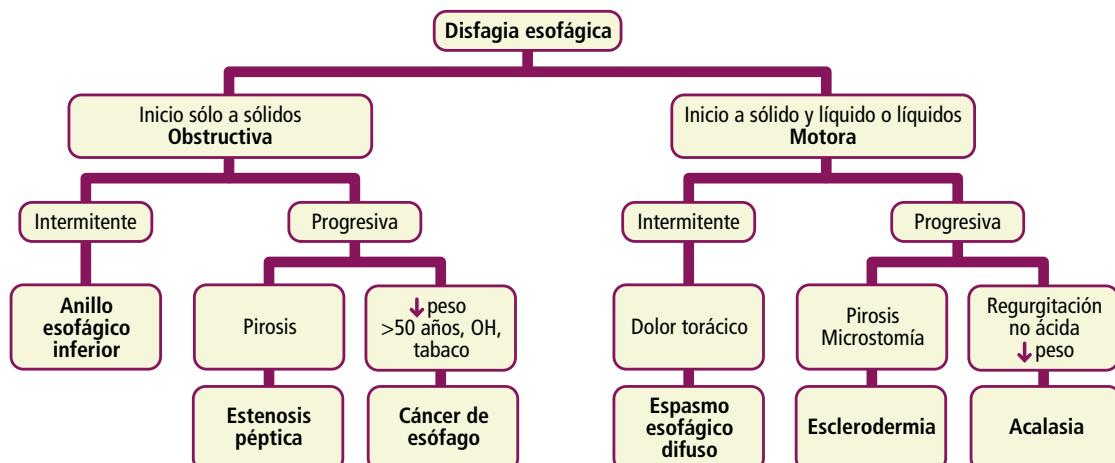 Disfagia esofágica
Inicio sólo a sólidos
Obstructiva
Inicio a sólido y líquido o líquidos
Motora
Intermitente
Progresiva
Intermitente
Progresiva
Anillo
esofágico
inferior
Pirosis
↓ peso
>50 años, OH,
tabaco
Dolor torácico
Pirosis
Microstomía
Regurgitación
no ácida
↓ peso
Estenosis
péptica
Cáncer de
esófago
Espasmo
esofágico
difuso
Esclerodermia
Acalasia